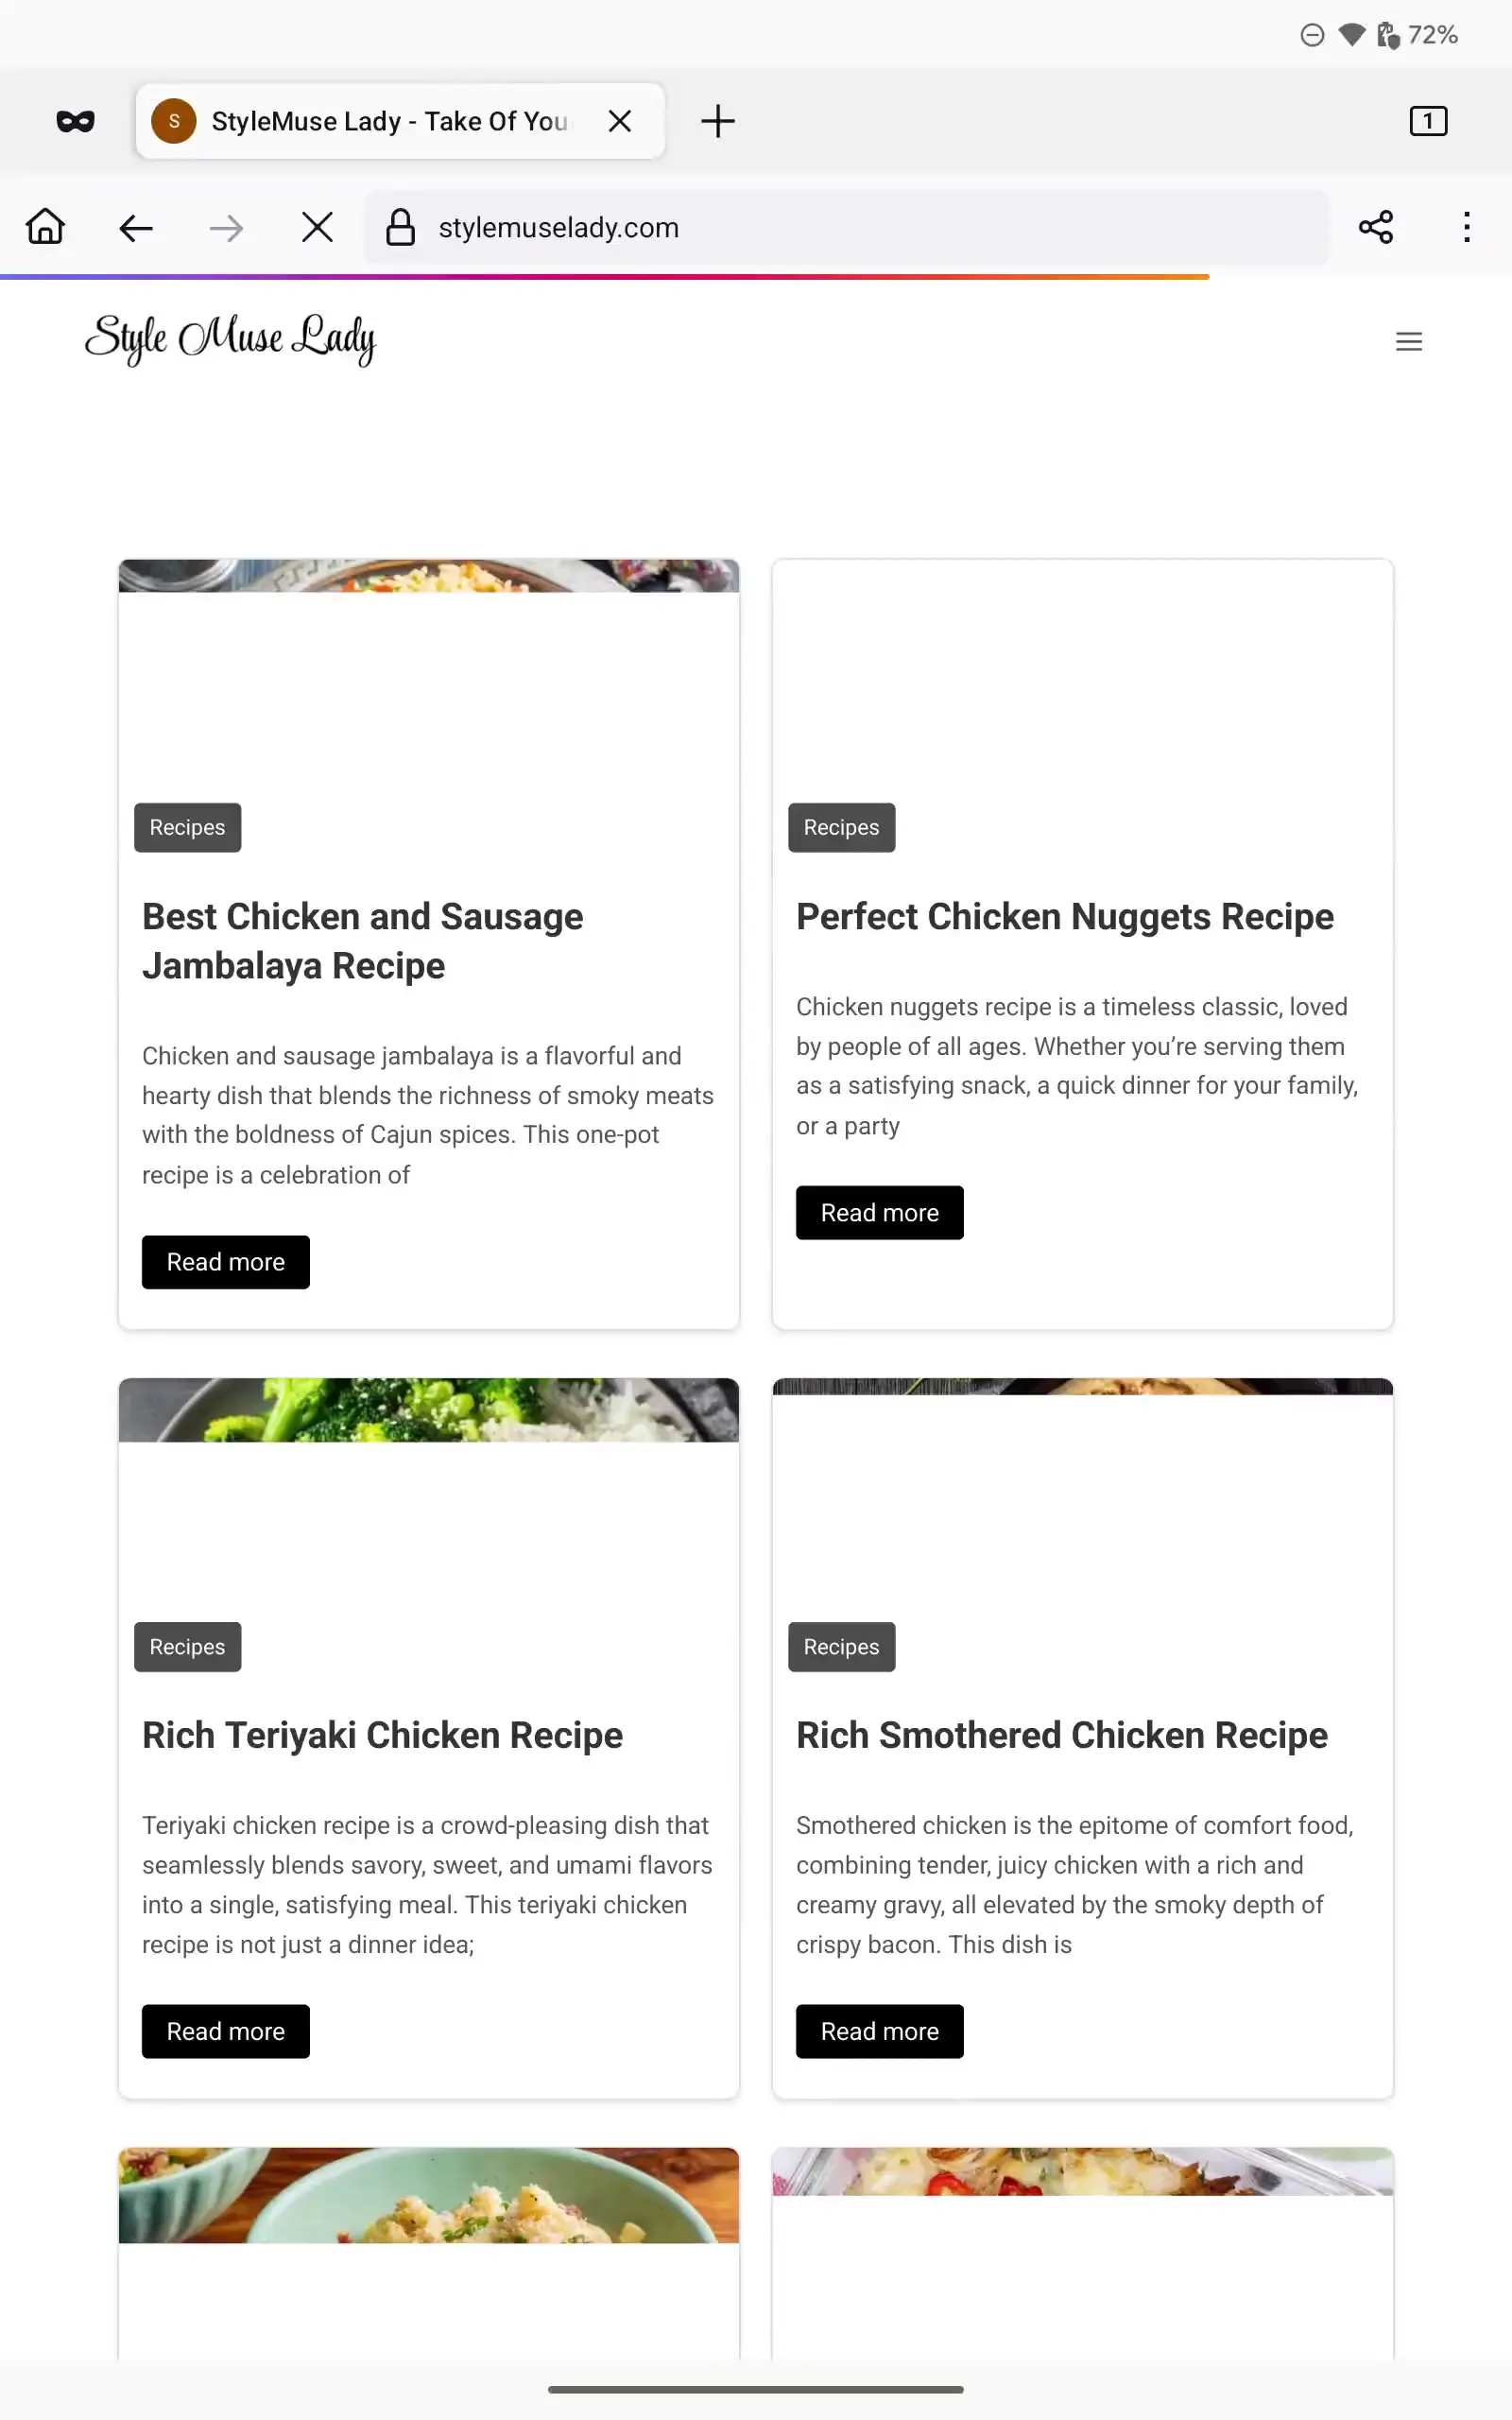 72%
S StyleMuse Lady - Take Of You
1
stylemuselady.com
Style Muse Lady
Recipes
Best Chicken and Sausage
Jambalaya Recipe
Chicken and sausage jambalaya is a flavorful and
hearty dish that blends the richness of smoky meats
with the boldness of Cajun spices. This one-pot
recipe is a celebration of
Read more
Recipes
Perfect Chicken Nuggets Recipe
Chicken nuggets recipe is a timeless classic, loved
by people of all ages. Whether you’re serving them
as a satisfying snack, a quick dinner for your family,
or a party
Read more
Recipes
Rich Teriyaki Chicken Recipe
Teriyaki chicken recipe is a crowd-pleasing dish that
seamlessly blends savory, sweet, and umami flavors
into a single, satisfying meal. This teriyaki chicken
recipe is not just a dinner idea;
Read more
Recipes
Rich Smothered Chicken Recipe
Smothered chicken is the epitome of comfort food,
combining tender, juicy chicken with a rich and
creamy gravy, all elevated by the smoky depth of
crispy bacon. This dish is
Read more